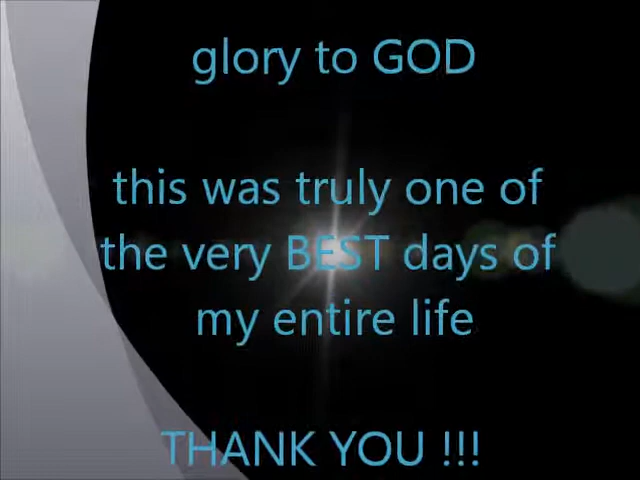 glory to GOD
this was truly one of
the very BEST days of
my entire life
THANK YOU !!!